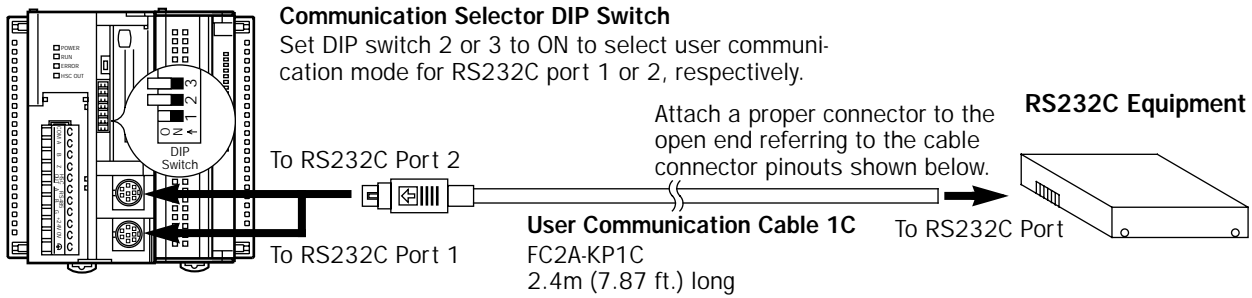 Communication Selector DIP Switch
Set DIP switch 2 or 3 to ON to select user communi-
cation mode for RS232C port 1 or 2, respectively.
POWER
RUN
ERROR
HSC OUT
1 2 3
ON
DIP
Switch
Attach a proper connector to the
open end referring to the cable
connector pinouts shown below.
RS232C Equipment
To RS232C Port 2
To RS232C Port 1
User Communication Cable 1C
FC2A-KP1C
2.4m (7.87 ft.) long
To RS232C Port